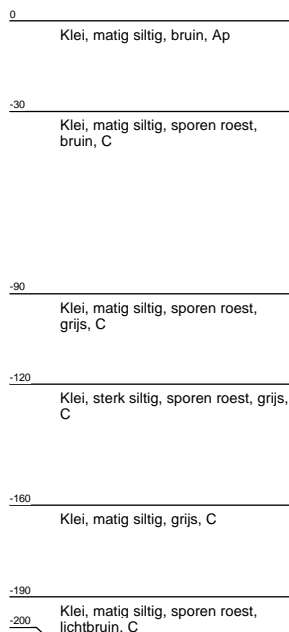 0
Klei, matig siltig, bruin, Ap
-30
Klei, matig siltig, sporen roest,
bruin, C
-90
Klei, matig siltig, sporen roest,
grijs, C
-120
Klei, sterk siltig, sporen roest, grijs,
C
-160
Klei, matig siltig, grijs, C
-190
Klei, matig siltig, sporen roest,
-200
lichtbruin, C